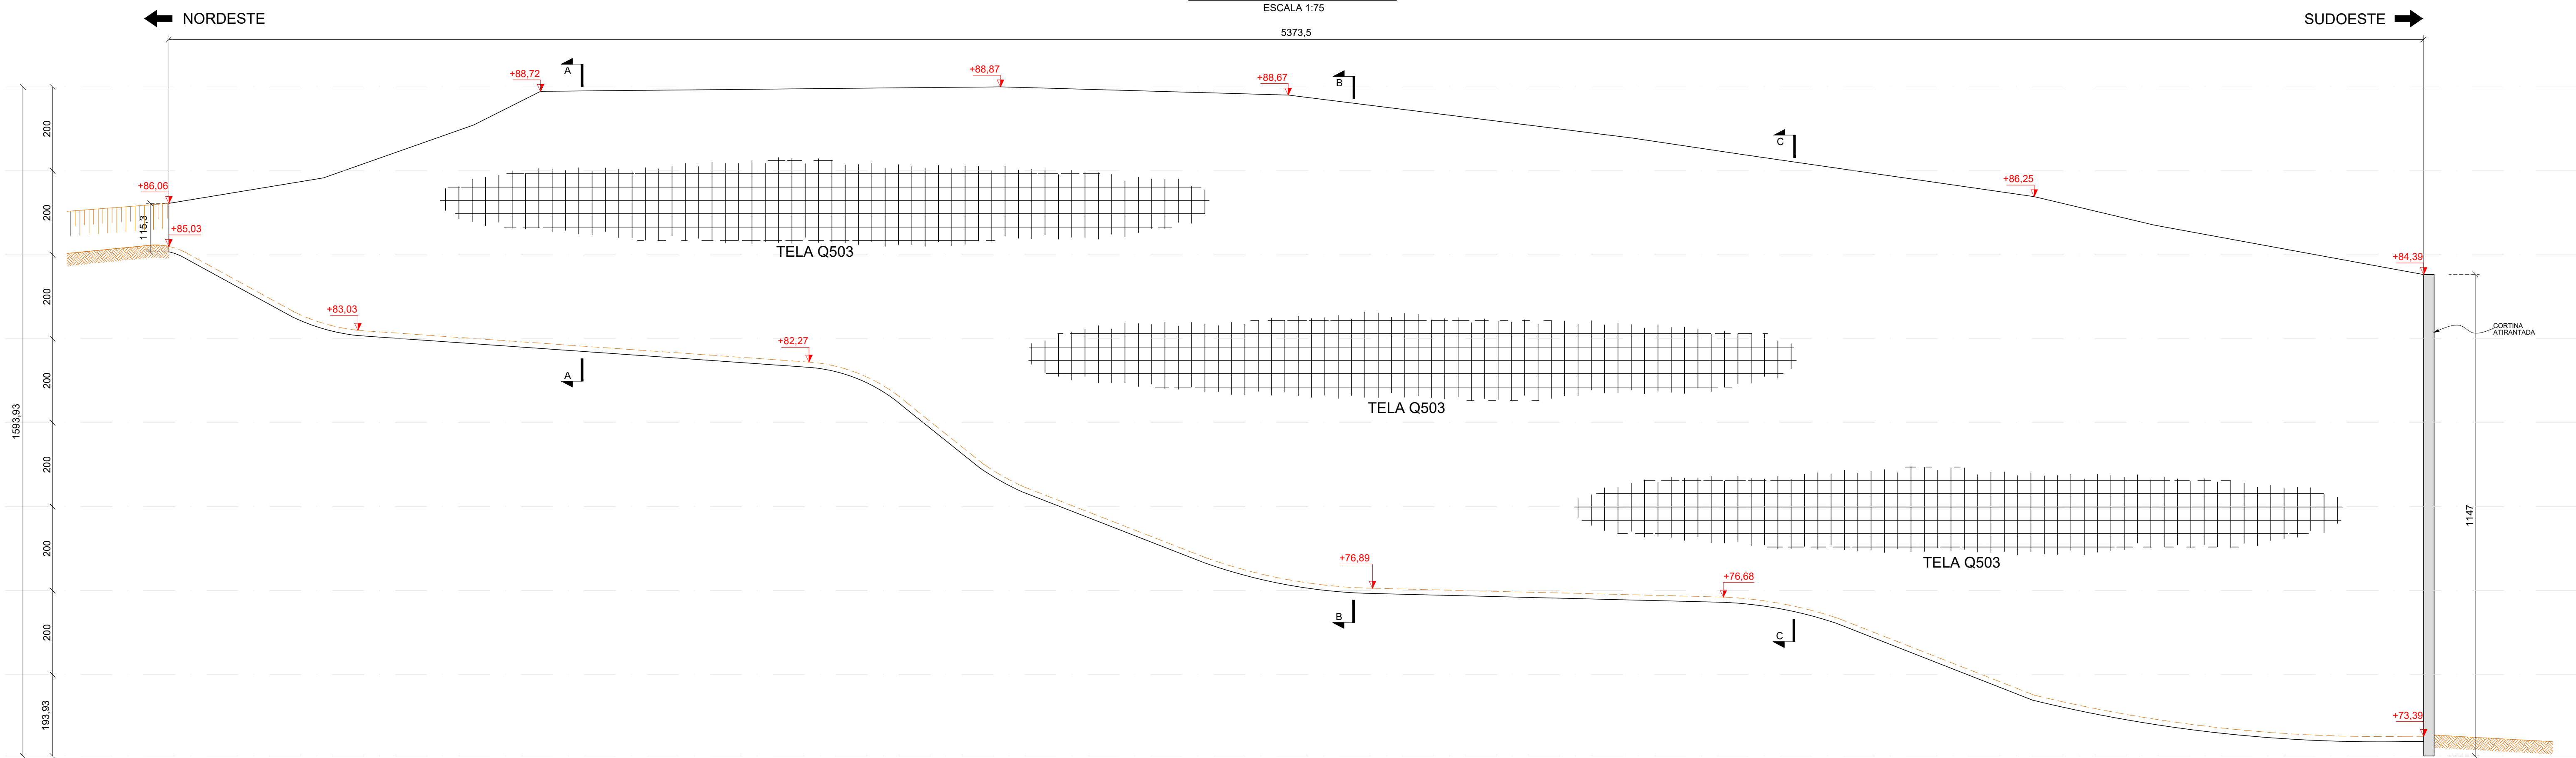 NORDESTE
ESCALA 1:75
SUDOESTE
5373,5
A
B
+88,72
+88,87
+88,67
C
200
200
200
200
200
200
200
193,93
1593,93
+86,06
115,3
+85,03
+86,25
TELA Q503
+84,39
+83,03
+82,27
A
CORTINA
ATIRANTADA
TELA Q503
1147
+76,89
+76,68
TELA Q503
B
C
+73,39